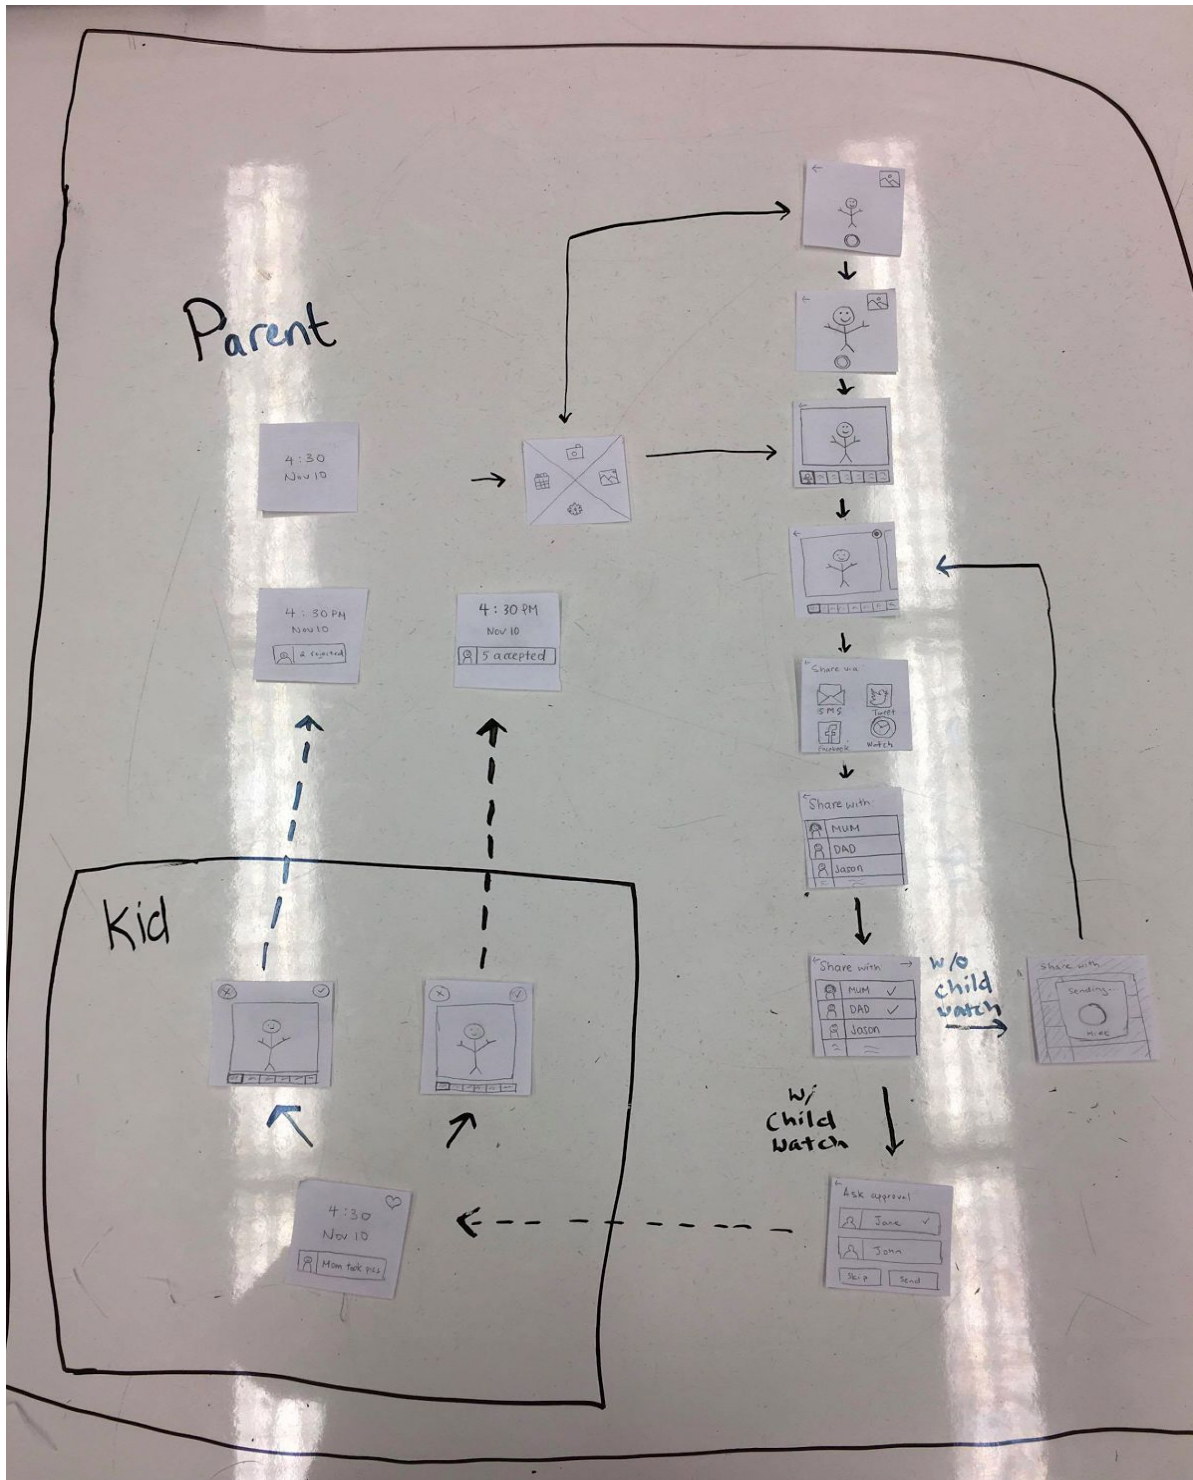 Parent
4:30
Nov 10
4:30 PM
Nov 10
2 rejected
4:30 PM
Nov 10
5 accepted
Share via:
SMS
Tweet
Facebook
Watch
Share with:
MUM
DAD
Jason
Share with →
MUM ✓
DAD ✓
Jason
w/o
child
watch
Share with
Sending...
Hide
w/
Child
watch
Ask approval
Jane ✓
John
Skip
Send
Kid
4:30
Nov 10
Mom took pics